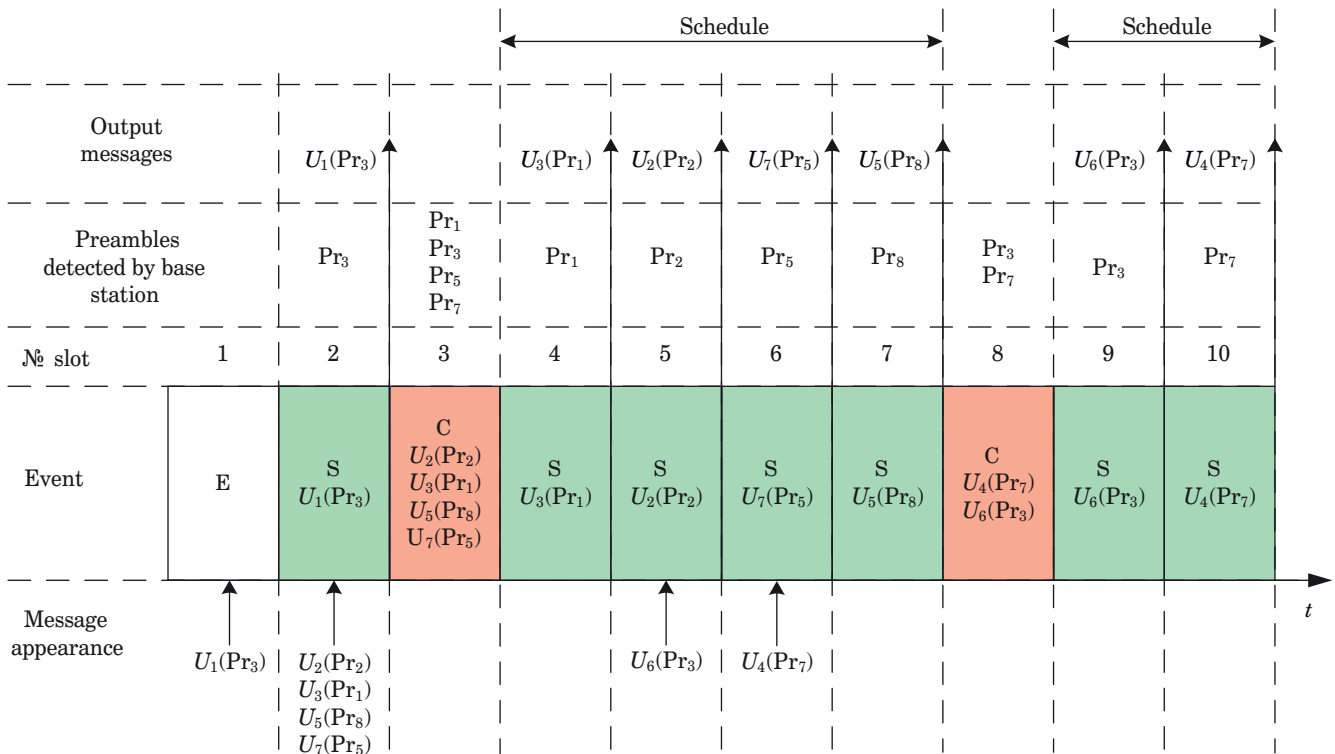 Schedule Schedule
Output
messages
U₁(Pr₃) U₃(Pr₁) U₂(Pr₂) U₇(Pr₅) U₅(Pr₈) U₆(Pr₃) U₄(Pr₇)
Preambles
detected by base
station
Pr₃
Pr₁
Pr₃
Pr₅
Pr₇
Pr₁ Pr₂ Pr₅ Pr₈
Pr₃
Pr₇
Pr₃ Pr₇
№ slot 1 2 3 4 5 6 7 8 9 10
Event
E
S
U₁(Pr₃)
C
U₂(Pr₂)
U₃(Pr₁)
U₅(Pr₈)
U₇(Pr₅)
S
U₃(Pr₁)
S
U₂(Pr₂)
S
U₇(Pr₅)
S
U₅(Pr₈)
C
U₄(Pr₇)
U₆(Pr₃)
S
U₆(Pr₃)
S
U₄(Pr₇)
t
Message
appearance
U₁(Pr₃)
U₂(Pr₂)
U₃(Pr₁)
U₅(Pr₈)
U₇(Pr₅)
U₆(Pr₃)
U₄(Pr₇)